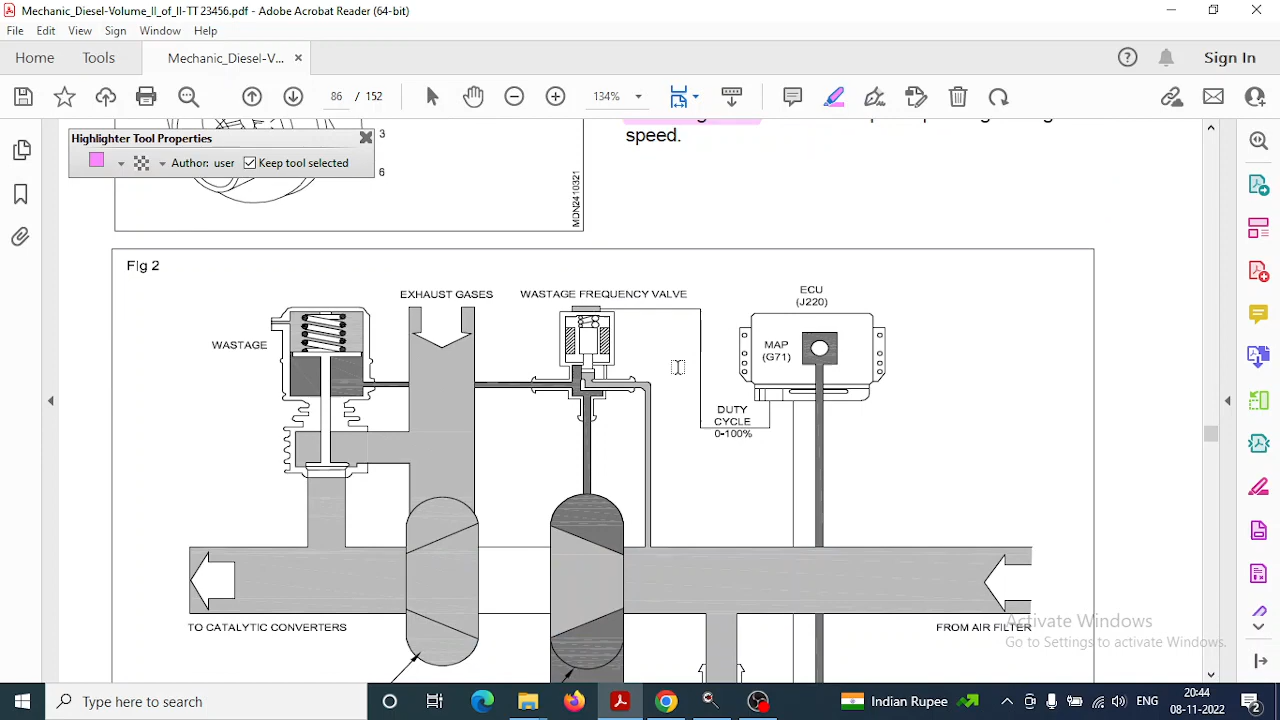 Mechanic_Diesel-Volume_II_of_II-TT23456.pdf - Adobe Acrobat Reader (64-bit)
File Edit View Sign Window Help
Home Tools Mechanic_Diesel-V... × Sign In
86 / 152 134%
Highlighter Tool Properties
Author: user Keep tool selected
speed.
3
6
MDN2410321
Fig 2
EXHAUST GASES
WASTAGE FREQUENCY VALVE
ECU
(J220)
WASTAGE
MAP
(G71)
DUTY
CYCLE
0-100%
TO CATALYTIC CONVERTERS
FROM AIR FILTER
Activate Windows
Go to Settings to activate Windows.
Type here to search
Indian Rupee
ENG
20:44
08-11-2022
2